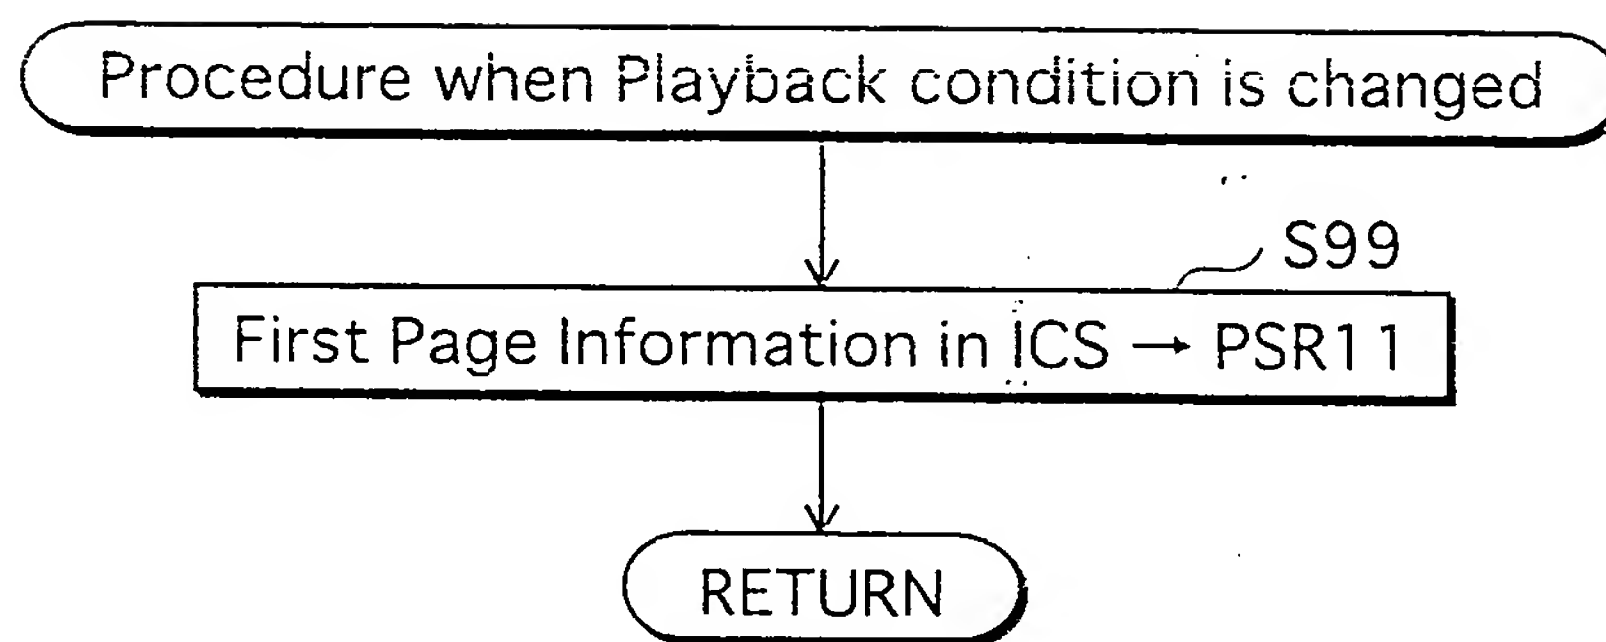 Procedure when Playback condition is changed
S99
First Page Information in ICS → PSR11
RETURN